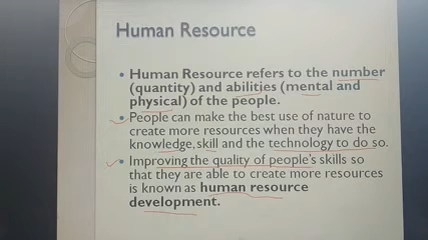 Human Resource
Human Resource refers to the number
(quantity) and abilities (mental and
physical) of the people.
People can make the best use of nature to
create more resources when they have the
knowledge, skill and the technology to do so.
Improving the quality of people's skills so
that they are able to create more resources
is known as human resource
development.